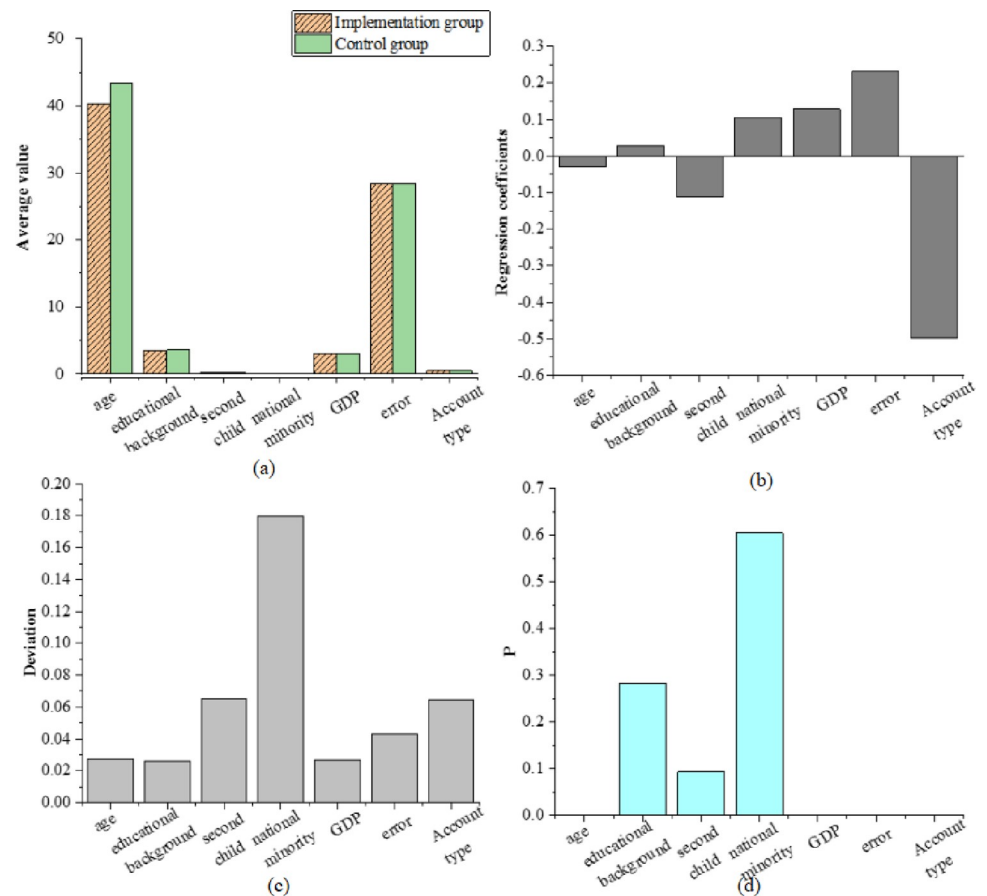 Implementation group
Control group
50
40
30
20
10
0
Average value
age
educational
background
second
child
national
minority
GDP
error
Account
type
(a)
0.3
0.2
0.1
0.0
-0.1
-0.2
-0.3
-0.4
-0.5
-0.6
Regression coefficients
age
educational
background
second
child
national
minority
GDP
error
Account
type
(b)
0.20
0.18
0.16
0.14
0.12
0.10
0.08
0.06
0.04
0.02
0.00
Deviation
age
educational
background
second
child
national
minority
GDP
error
Account
type
(c)
0.7
0.6
0.5
0.4
0.3
0.2
0.1
0.0
P
age
educational
background
second
child
national
minority
GDP
error
Account
type
(d)